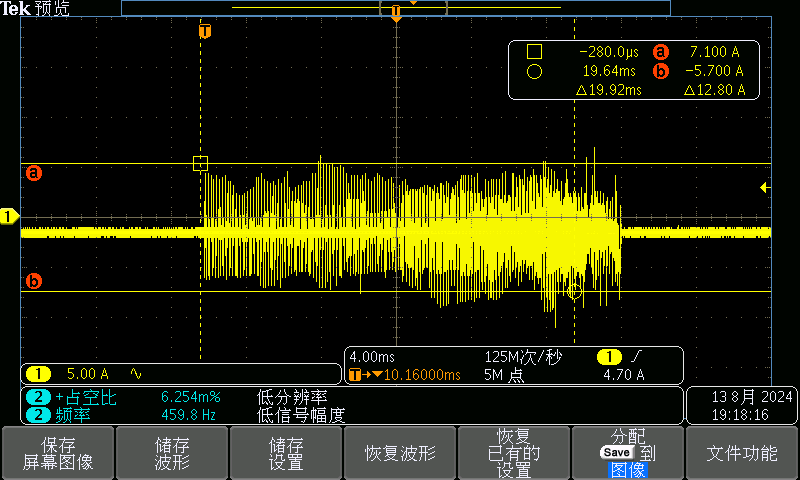 Tek 预览
T
T
-280.0µs a 7.100 A
19.64ms b -5.700 A
△19.92ms △12.80 A
a
1
b
1 5.00 A
4.00ms 125M次/秒 1
T→▼10.16000ms 5M 点 4.70 A
2 +占空比 6.254m% 低分辨率
2 频率 459.8 Hz 低信号幅度
13 8月 2024
19:18:16
保存
屏幕图像
储存
波形
储存
设置
恢复波形
恢复
已有的
设置
分配
Save 到
图像
文件功能